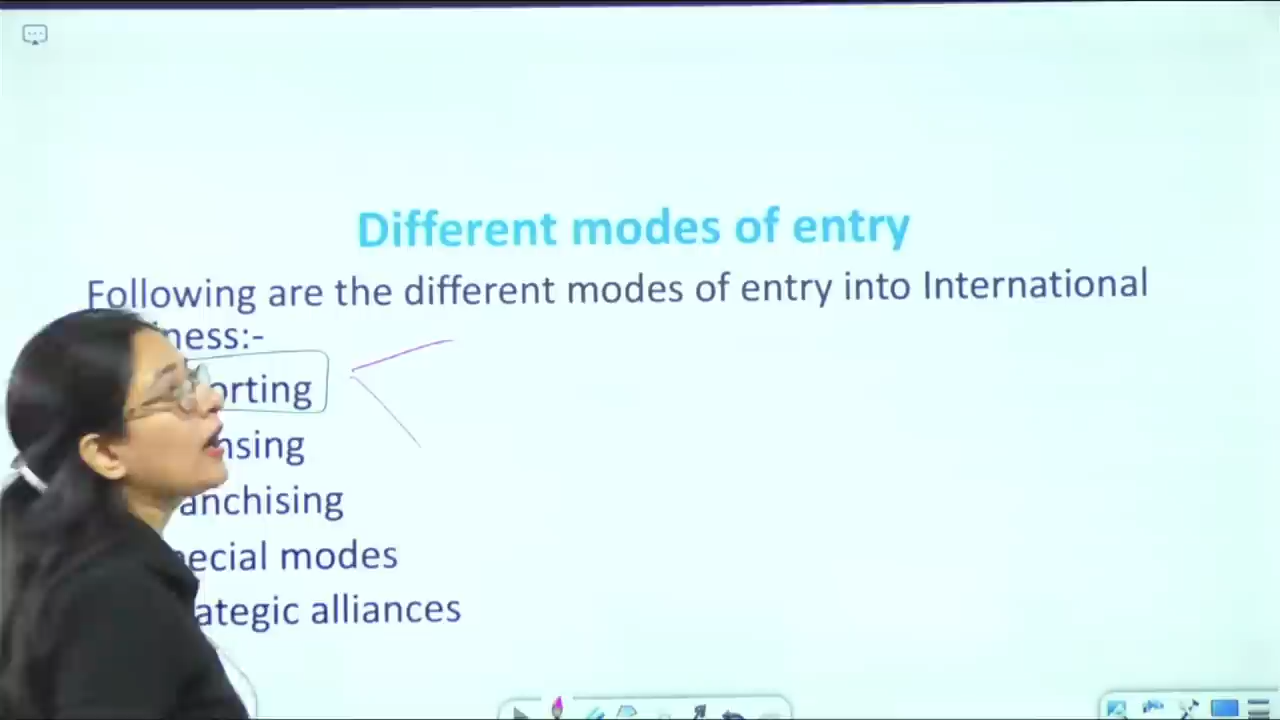 Different modes of entry
Following are the different modes of entry into International
ness:-
orting
nsing
anchising
ecial modes
ategic alliances